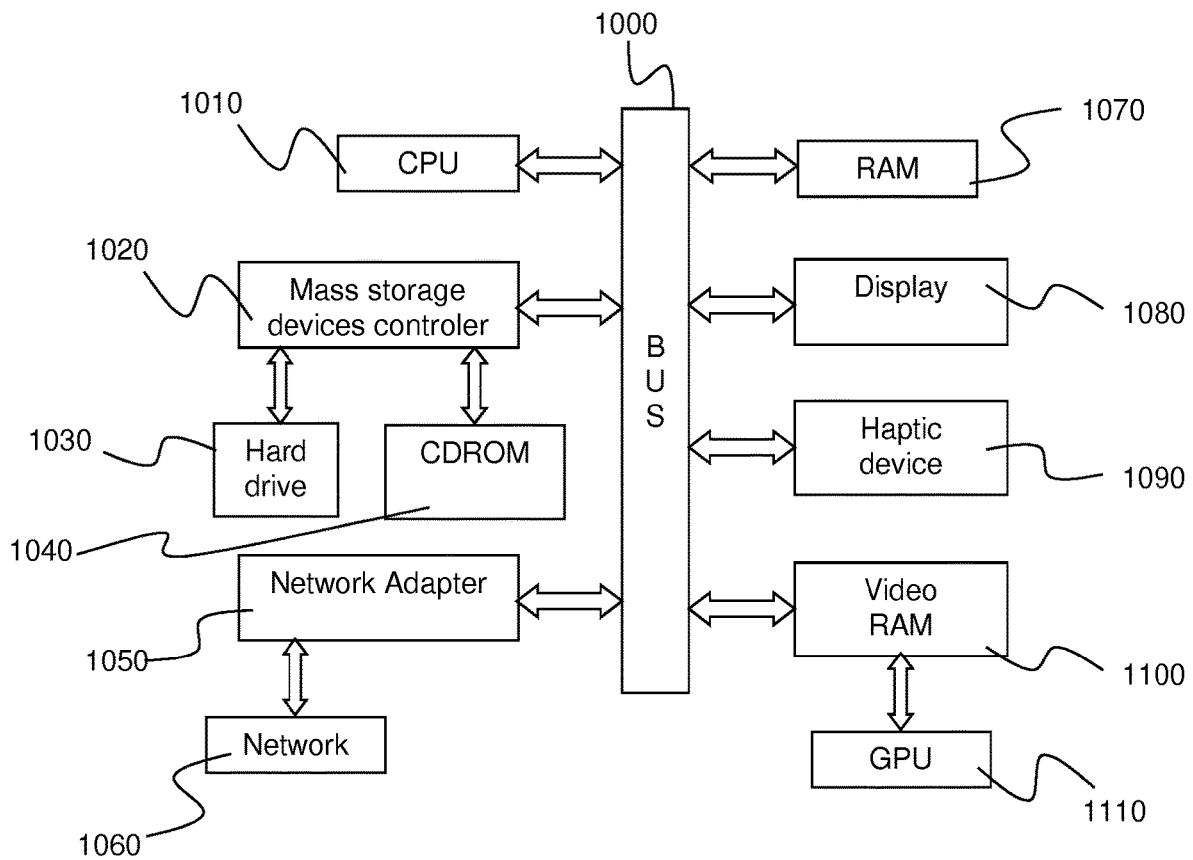 1000
1010
CPU
RAM
1070
1020
Mass storage
devices controler
Display
1080
B
U
S
1030
Hard
drive
CDROM
Haptic
device
1090
1040
Network Adapter
1050
Video
RAM
1100
Network
1060
GPU
1110